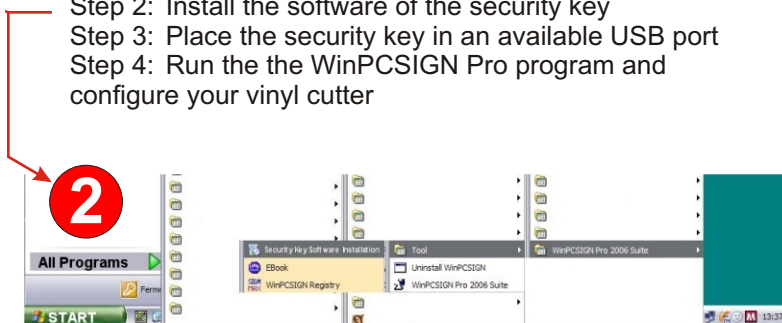 Step 2: Install the software of the security key
Step 3: Place the security key in an available USB port
Step 4: Run the the WinPCSIGN Pro program and
configure your vinyl cutter
2
Security Key Software Installation
Tool
WinPCSIGN Pro 2006 Suite
All Programs
EBook
Uninstall WinPCSIGN
WinPCSIGN Registry
WinPCSIGN Pro 2006 Suite
START